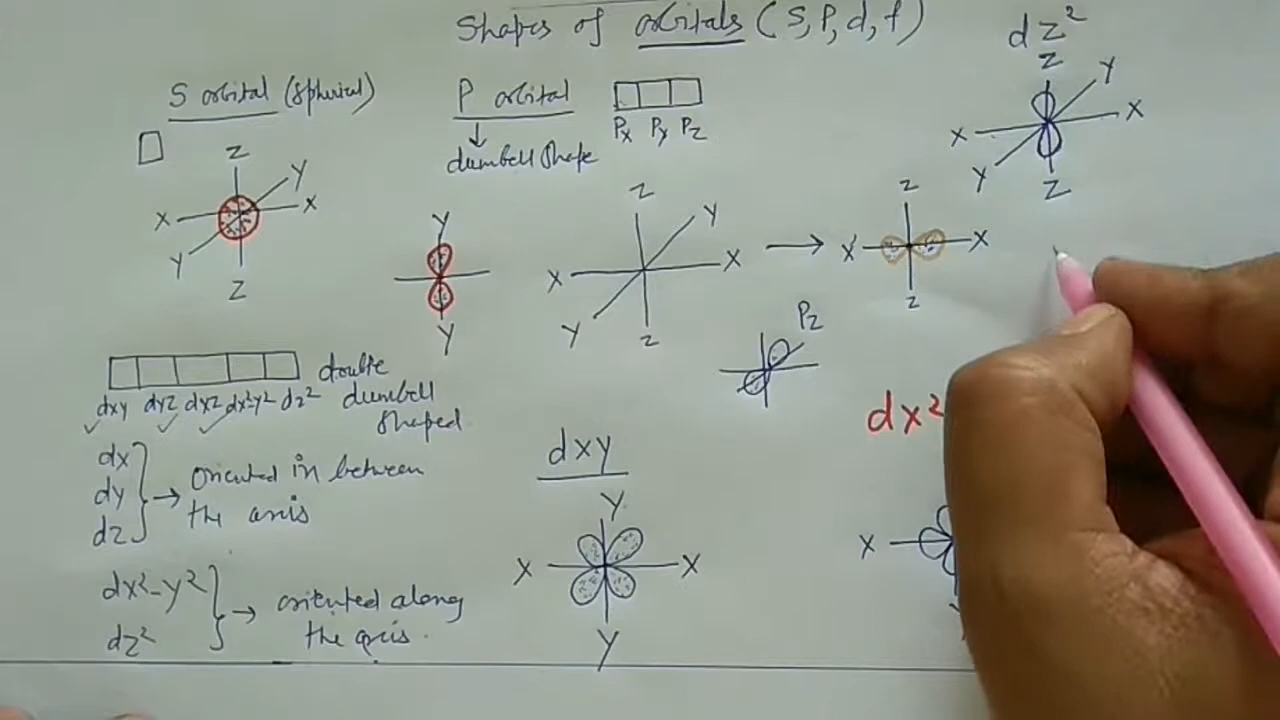 Shapes of orbitals (S, P, d, f)
S orbital (spherical)
Z
Y
X
X
Y
Z
P orbital
Px Py Pz
dumbell shape
Y
Y
Z
Y
X
X
Y
Z
Z
X
X
Z
Pz
dz²
Z
Y
X
X
Y
Z
double
dumbell
shaped
dxy dyz dxz dx²-y² dz²
dx
dy
dz
oriented in between
the axis
dx²-y²
dz²
oriented along
the axis.
dxy
Y
X
X
Y
dx²
X